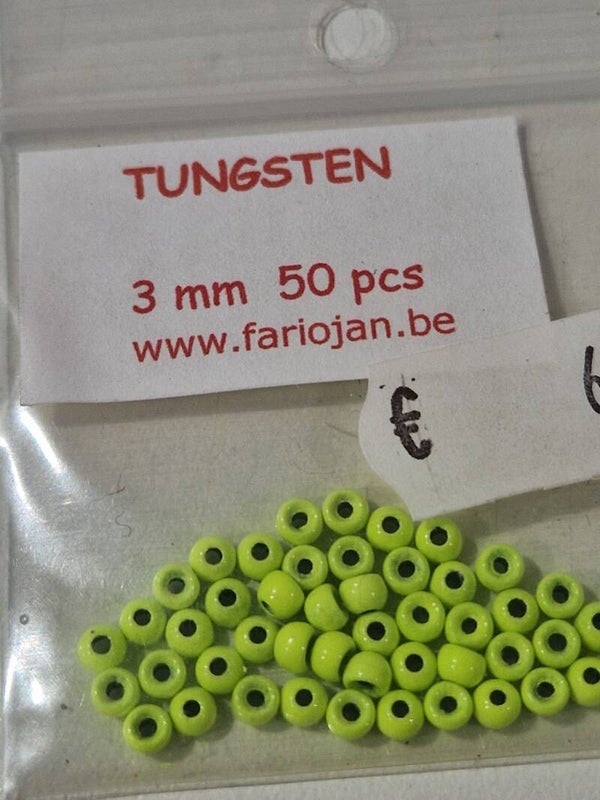 TUNGSTEN
3 mm 50 pcs
www.fariojan.be
€